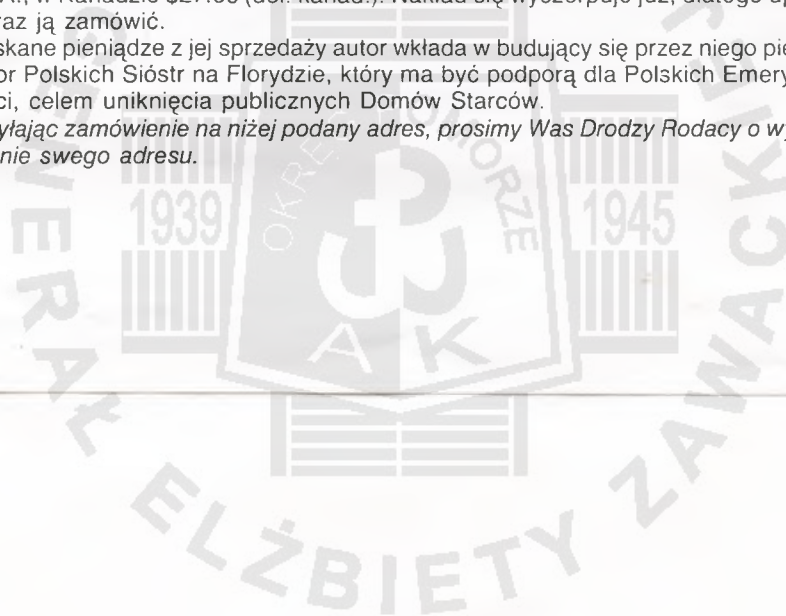 w Kanadzie $27.00 (dol. kanad.). Nakład się wyczerpuje już, dlatego
raz ją zamówić.
skane pieniądze z jej sprzedaży autor wkłada w budujący się przez niego
or Polskich Sióstr na Florydzie, który ma być podporą dla Polskich Emery
ci, celem uniknięcia publicznych Domów Starców.
yłając zamówienie na niżej podany adres, prosimy Was Drodzy Rodacy o wy
nie swego adresu.
OKRĘG POMORZE
1939
1945
AK
GENERAŁ ELŻBIETY ZAWACKIEJ